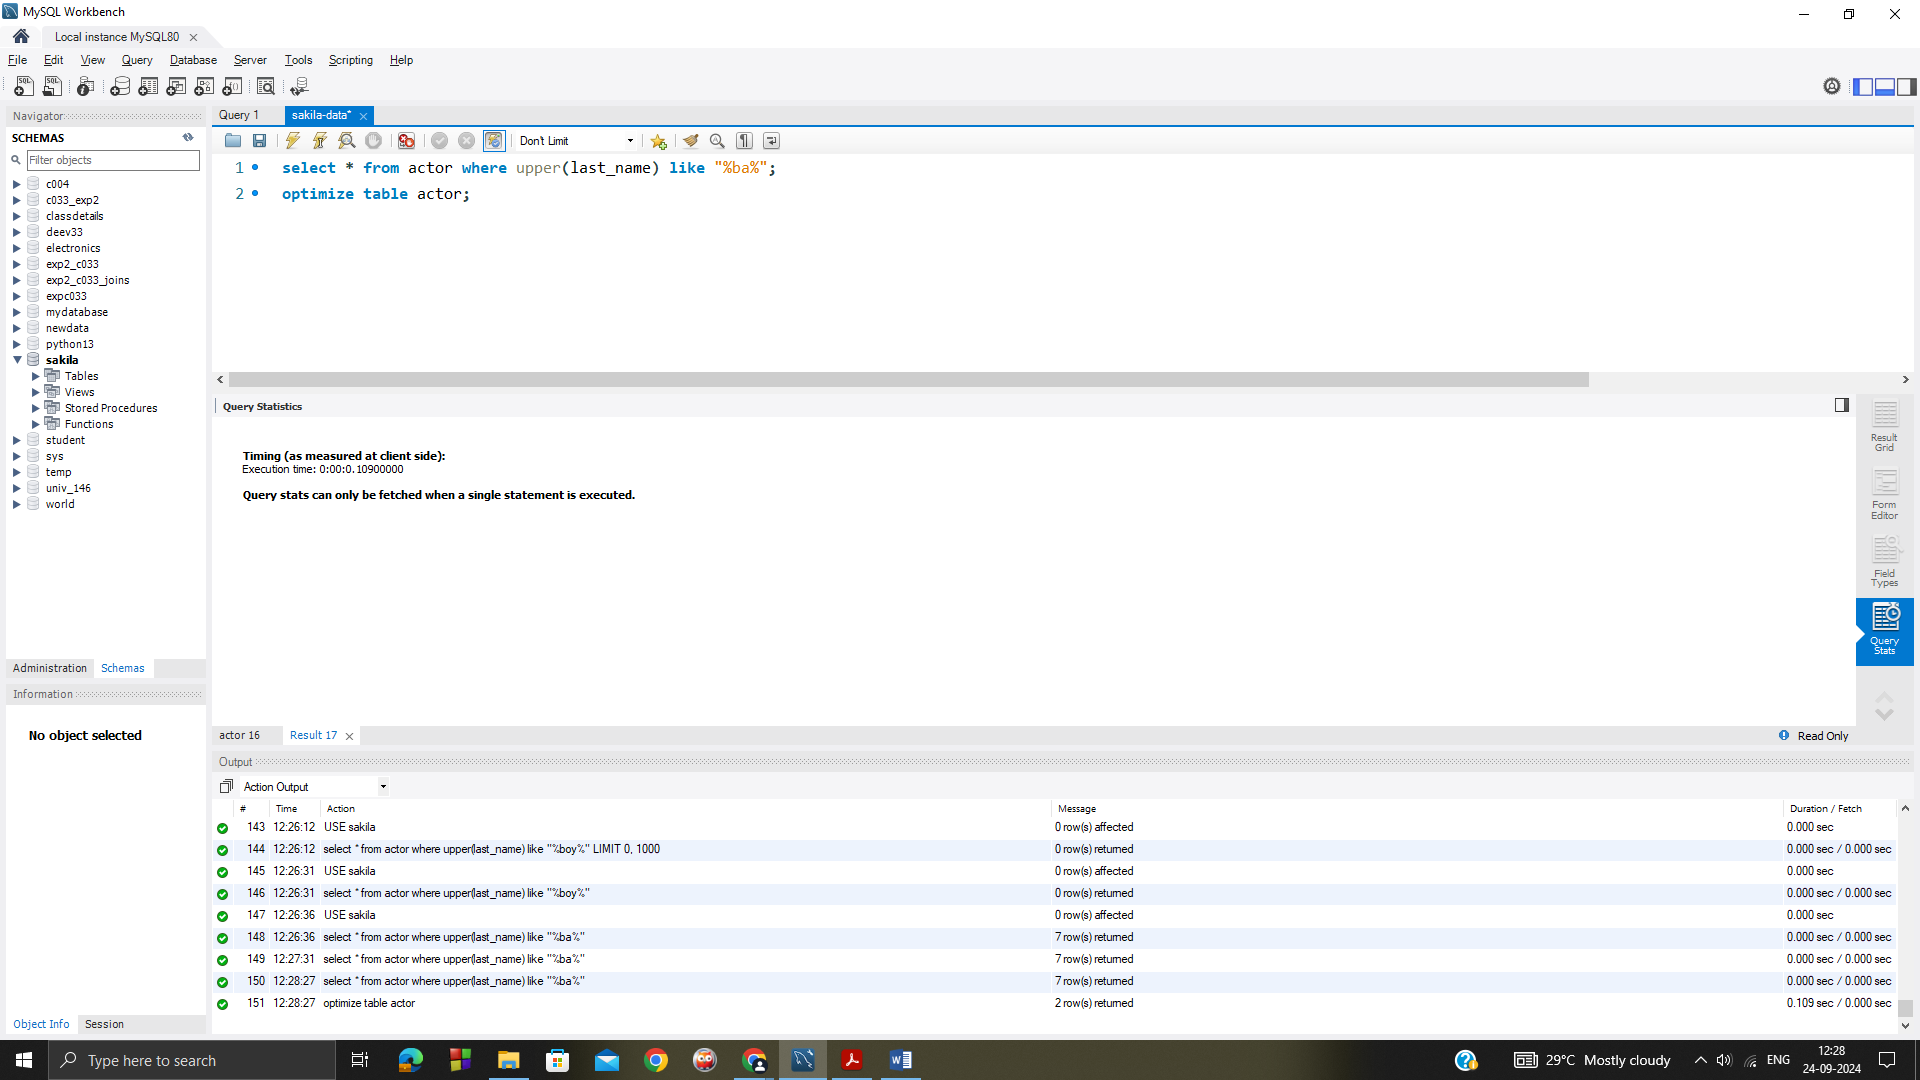 MySQL Workbench
Local instance MySQL80
File Edit View Query Database Server Tools Scripting Help
Navigator
SCHEMAS
Filter objects
c004
c033_exp2
classdetails
deev33
electronics
exp2_c033
exp2_c033_joins
expc033
mydatabase
newdata
python13
sakila
Tables
Views
Stored Procedures
Functions
student
sys
temp
univ_146
world
Administration Schemas
Information
No object selected
Object Info Session
Query 1 sakila-data*
Don't Limit
1 select * from actor where upper(last_name) like "%ba%";
2 optimize table actor;
Query Statistics
Timing (as measured at client side):
Execution time: 0:00:0.10900000
Query stats can only be fetched when a single statement is executed.
Result Grid
Form Editor
Field Types
Query Stats
actor 16 Result 17 Read Only
Output
Action Output
# Time Action Message Duration / Fetch
143 12:26:12 USE sakila 0 row(s) affected 0.000 sec
144 12:26:12 select * from actor where upper(last_name) like "%boy%" LIMIT 0, 1000 0 row(s) returned 0.000 sec / 0.000 sec
145 12:26:31 USE sakila 0 row(s) affected 0.000 sec
146 12:26:31 select * from actor where upper(last_name) like "%boy%" 0 row(s) returned 0.000 sec / 0.000 sec
147 12:26:36 USE sakila 0 row(s) affected 0.000 sec
148 12:26:36 select * from actor where upper(last_name) like "%ba%" 7 row(s) returned 0.000 sec / 0.000 sec
149 12:27:31 select * from actor where upper(last_name) like "%ba%" 7 row(s) returned 0.000 sec / 0.000 sec
150 12:28:27 select * from actor where upper(last_name) like "%ba%" 7 row(s) returned 0.000 sec / 0.000 sec
151 12:28:27 optimize table actor 2 row(s) returned 0.109 sec / 0.000 sec
Type here to search
29°C Mostly cloudy
ENG
12:28
24-09-2024